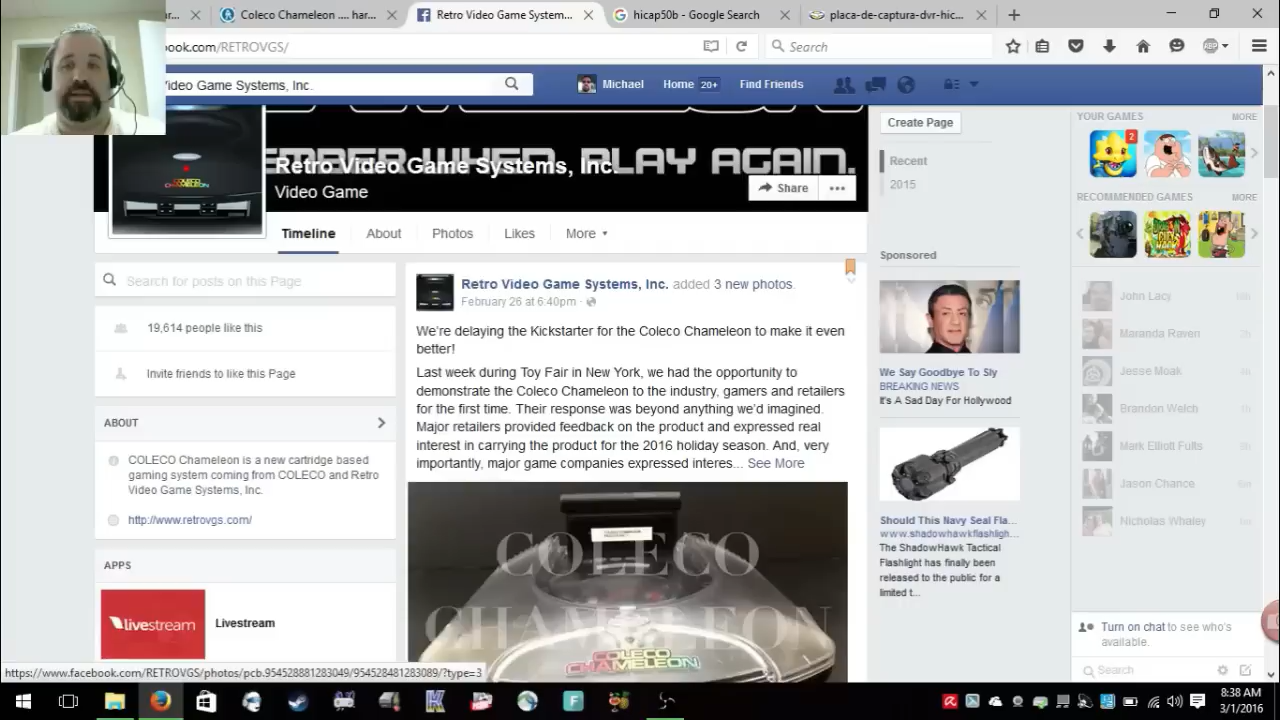 Coleco Chameleon .... har...
Retro Video Game System...
hicap50b - Google Search
placa-de-captura-dvr-hic...
book.com/RETROVGS/
Search
Video Game Systems, Inc.
Michael
Home 20+
Find Friends
EMBER WHEN. PLAY AGAIN.
Retro Video Game Systems, Inc.
Video Game
Share
COLECO
CHAMELEON
Timeline
About
Photos
Likes
More
Search for posts on this Page
19,614 people like this
Invite friends to like this Page
ABOUT
COLECO Chameleon is a new cartridge based
gaming system coming from COLECO and Retro
Video Game Systems, Inc.
http://www.retrovgs.com/
APPS
livestream
Livestream
Retro Video Game Systems, Inc. added 3 new photos.
February 26 at 6:40pm
We're delaying the Kickstarter for the Coleco Chameleon to make it even
better!
Last week during Toy Fair in New York, we had the opportunity to
demonstrate the Coleco Chameleon to the industry, gamers and retailers
for the first time. Their response was beyond anything we'd imagined.
Major retailers provided feedback on the product and expressed real
interest in carrying the product for the 2016 holiday season. And, very
importantly, major game companies expressed interes... See More
COLECO
CHAMELEON
COLECO
CHAMELEON
Create Page
Recent
2015
Sponsored
We Say Goodbye To Sly
BREAKING NEWS
It's A Sad Day For Hollywood
Should This Navy Seal Fla...
www.shadowhawkflashligh...
The ShadowHawk Tactical
Flashlight has finally been
released to the public for a
limited t...
YOUR GAMES
MORE
2
RECOMMENDED GAMES
MORE
John Lacy
Maranda Raven
Jesse Moak
Brandon Welch
Mark Elliott Fults
Jason Chance
Nicholas Whaley
Turn on chat to see who's
available.
Search
https://www.facebook.com/RETROVGS/photos/pcb.954528881283049/954528481283089/?type=3
8:38 AM
3/1/2016